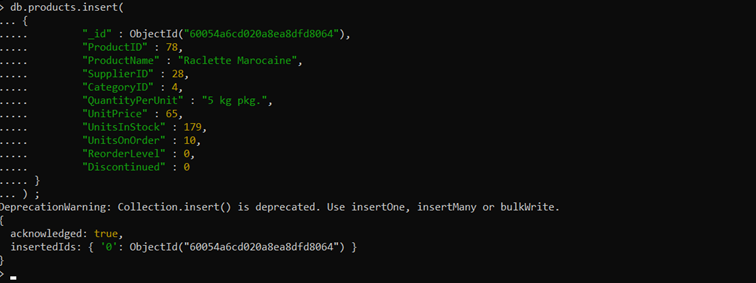 > db.products.insert(
... {
..... "_id" : ObjectId("60054a6cd020a8ea8dfd8064"),
..... "ProductID" : 78,
..... "ProductName" : "Raclette Marocaine",
..... "SupplierID" : 28,
..... "CategoryID" : 4,
..... "QuantityPerUnit" : "5 kg pkg.",
..... "UnitPrice" : 65,
..... "UnitsInStock" : 179,
..... "UnitsOnOrder" : 10,
..... "ReorderLevel" : 0,
..... "Discontinued" : 0
..... }
... ) ;
DeprecationWarning: Collection.insert() is deprecated. Use insertOne, insertMany or bulkWrite.
{
acknowledged: true,
insertedIds: { '0': ObjectId("60054a6cd020a8ea8dfd8064") }
}
>